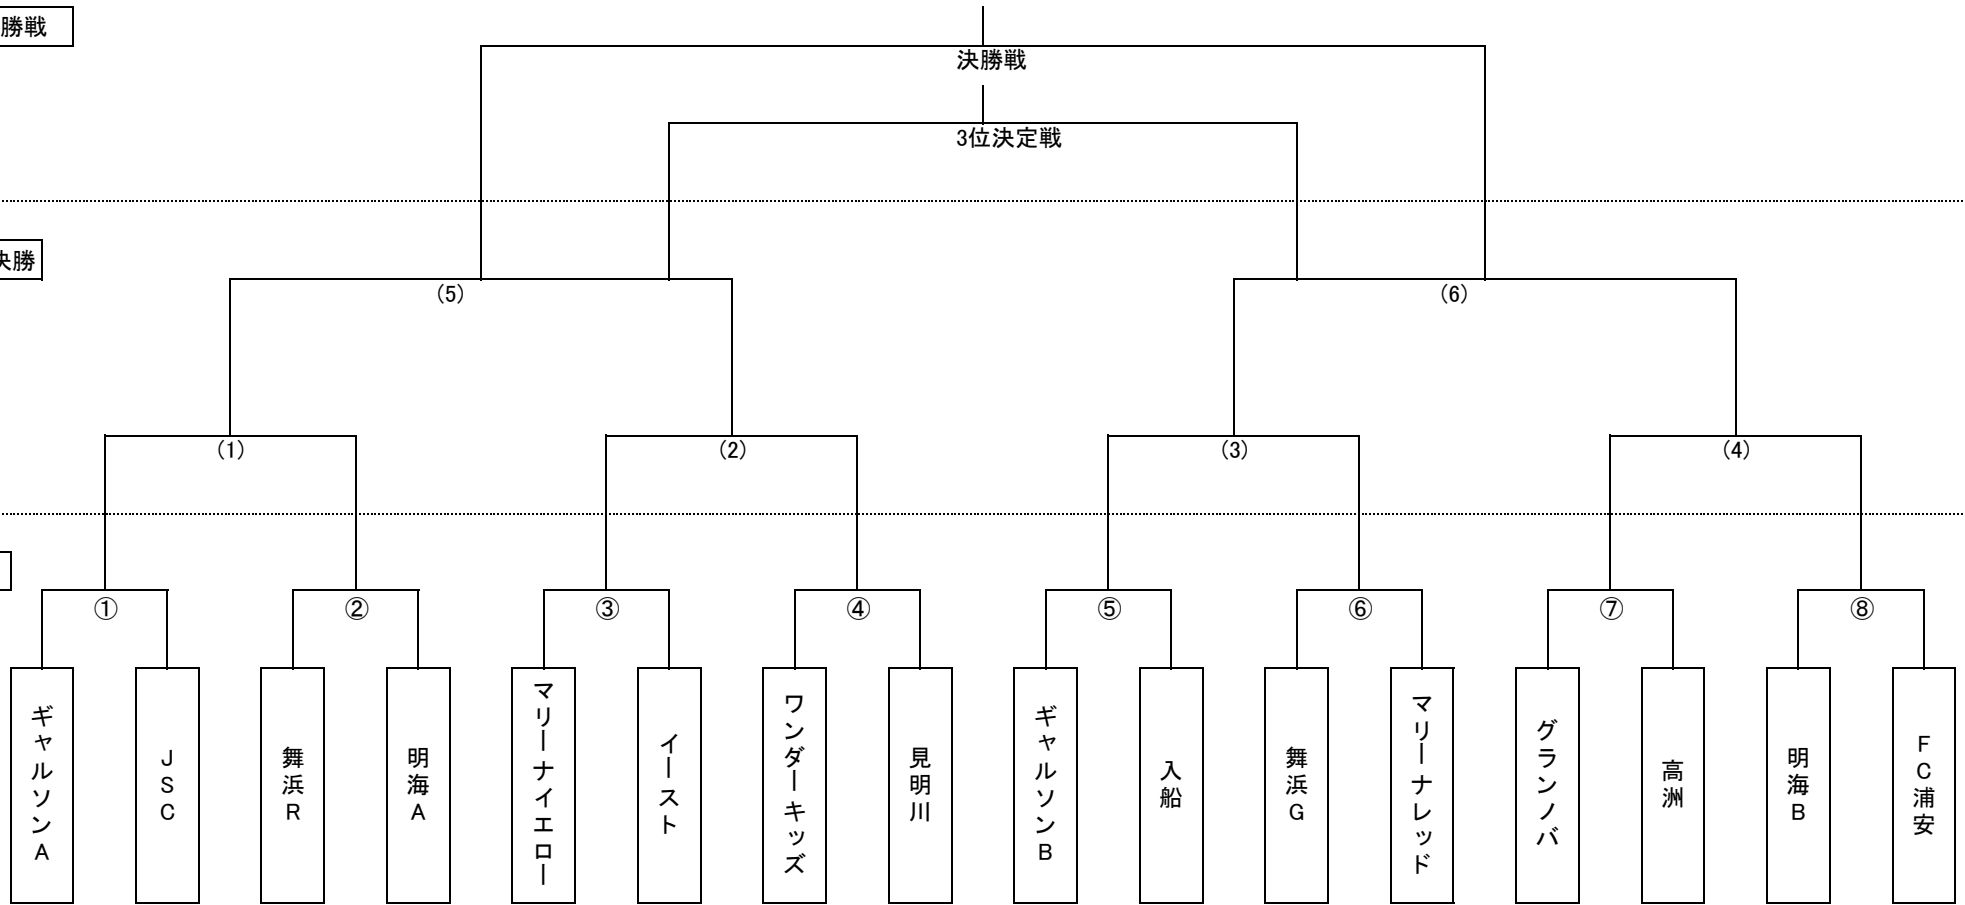 勝戦
決勝戦
3位決定戦
決勝
(5)
(6)
(1)
(2)
(3)
(4)
①
②
③
④
⑤
⑥
⑦
⑧
ギャルソンA
JSC
舞浜R
明海A
マリーナイエロー
イースト
ワンダーキッズ
見明川
ギャルソンB
入船
舞浜G
マリーナレッド
グランノバ
高洲
明海B
FC浦安